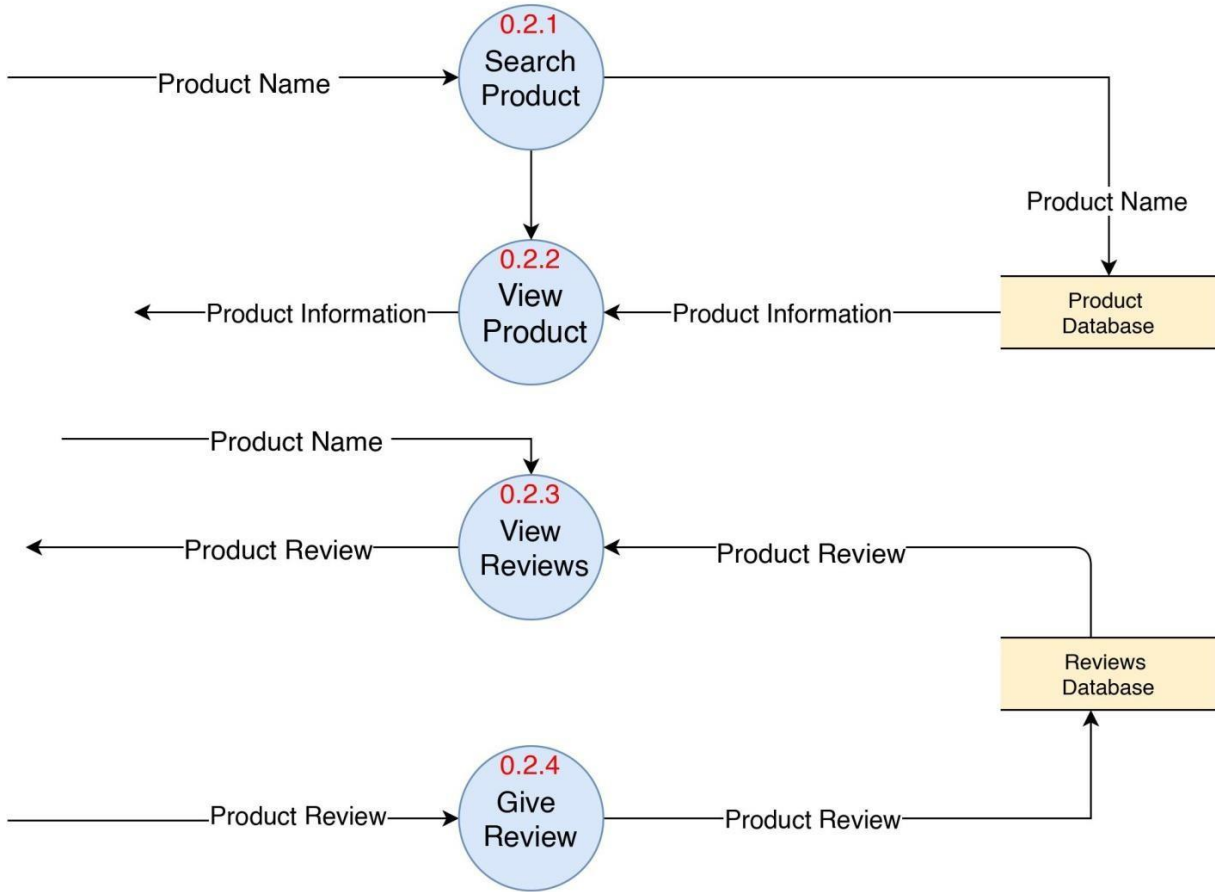 0.2.1
Search
Product
Product Name
Product Name
0.2.2
View
Product
Product Information
Product Information
Product
Database
Product Name
0.2.3
View
Reviews
Product Review
Product Review
Reviews
Database
0.2.4
Give
Review
Product Review
Product Review